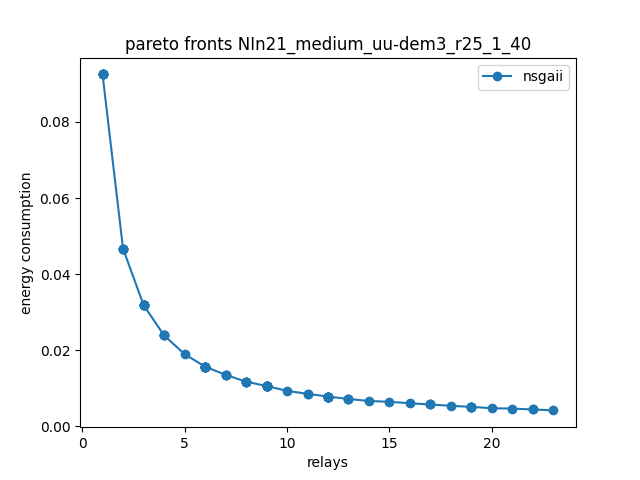 pareto fronts NIn21_medium_uu-dem3_r25_1_40
nsgaii
energy consumption
0.08
0.06
0.04
0.02
0.00
0 5 10 15 20
relays